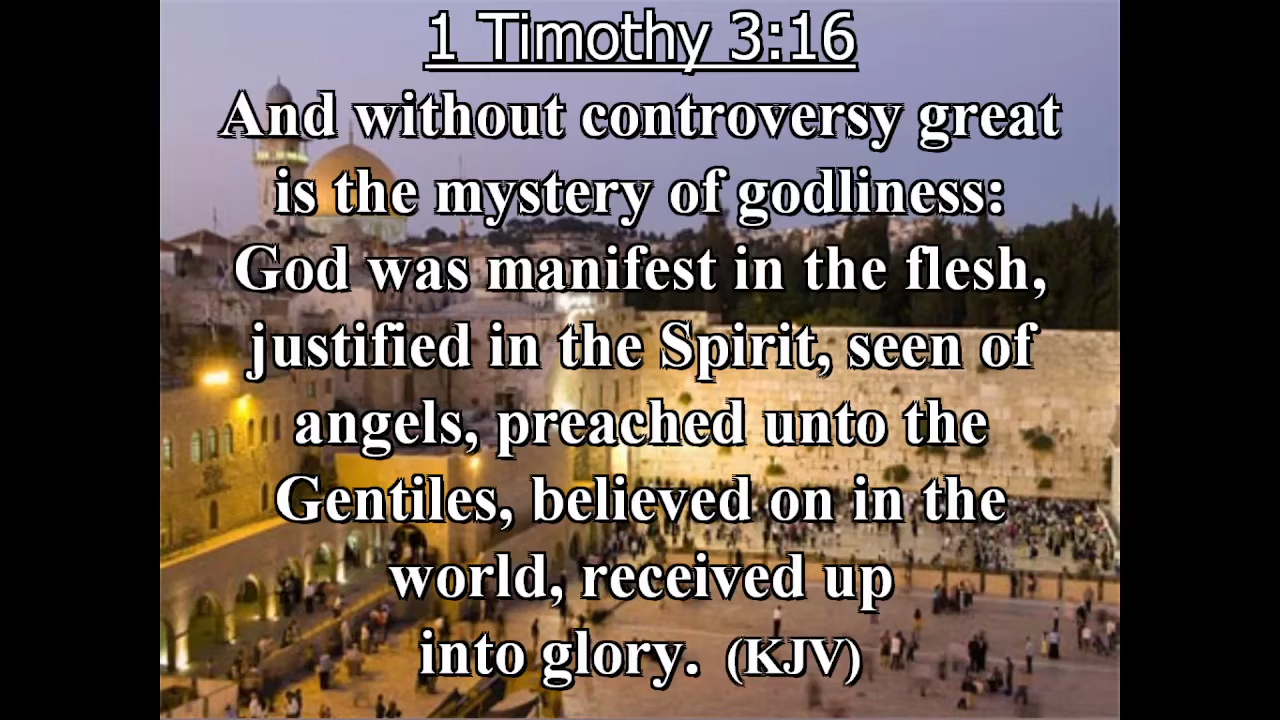 1 Timothy 3:16
And without controversy great
is the mystery of godliness:
God was manifest in the flesh,
justified in the Spirit, seen of
angels, preached unto the
Gentiles, believed on in the
world, received up
into glory. (KJV)